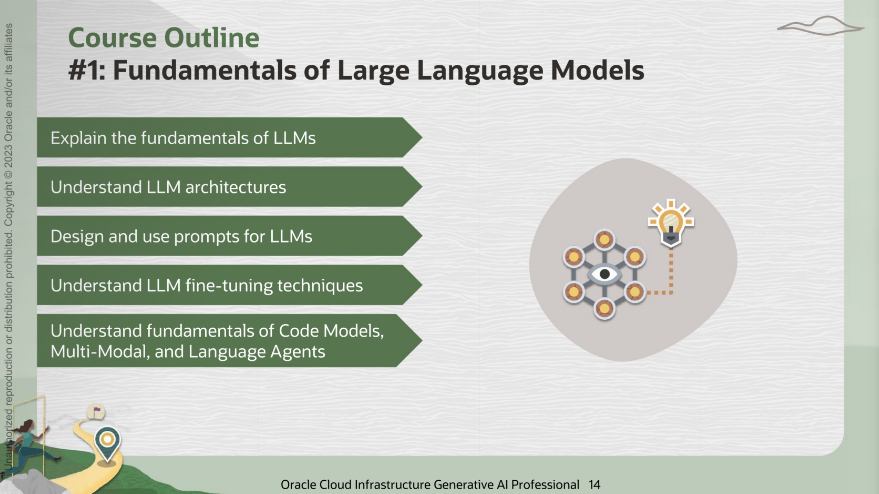 Course Outline
#1: Fundamentals of Large Language Models
Explain the fundamentals of LLMs
Understand LLM architectures
Design and use prompts for LLMs
Understand LLM fine-tuning techniques
Understand fundamentals of Code Models,
Multi-Modal, and Language Agents
Oracle Cloud Infrastructure Generative AI Professional 14
Unauthorized reproduction or distribution prohibited. Copyright © 2023 Oracle and/or its affiliates